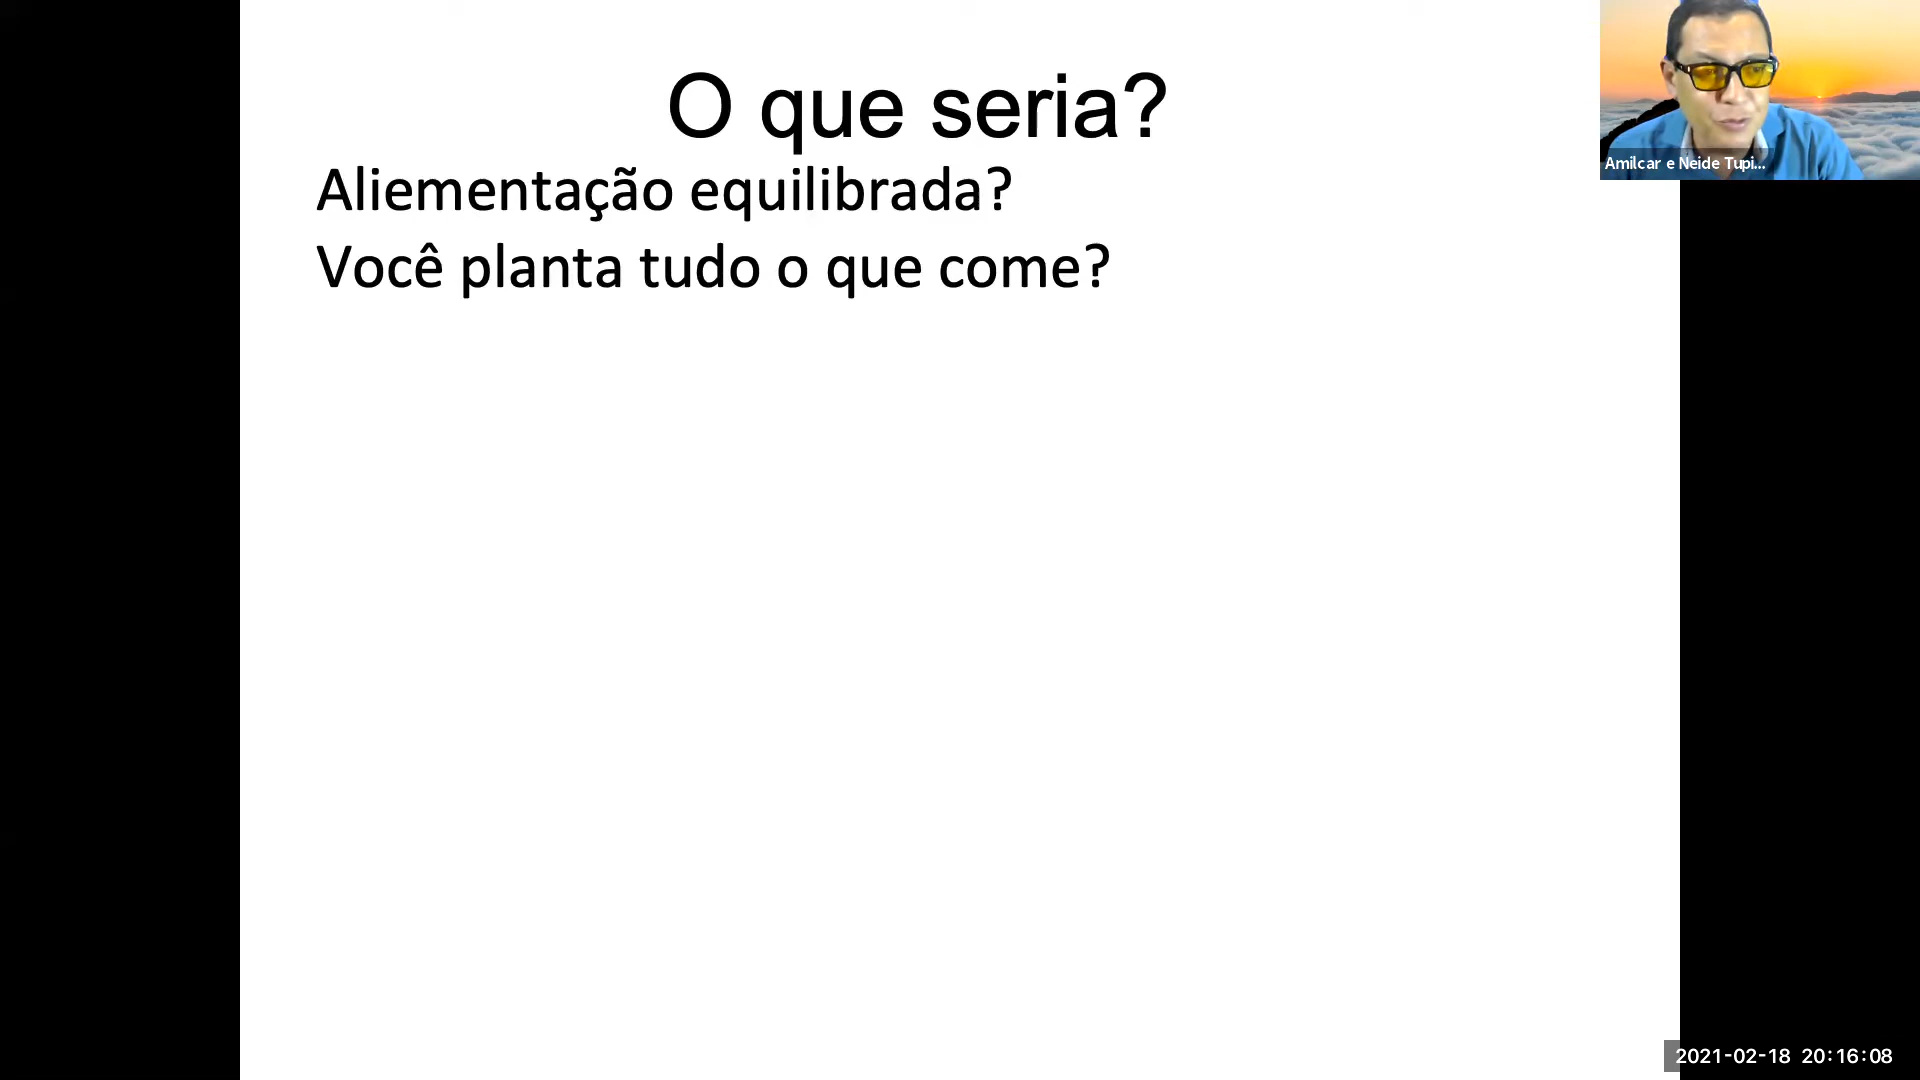 O que seria?
Aliementação equilibrada?
Você planta tudo o que come?
Amilcar e Neide Tupi...
2021-02-18 20:16:08